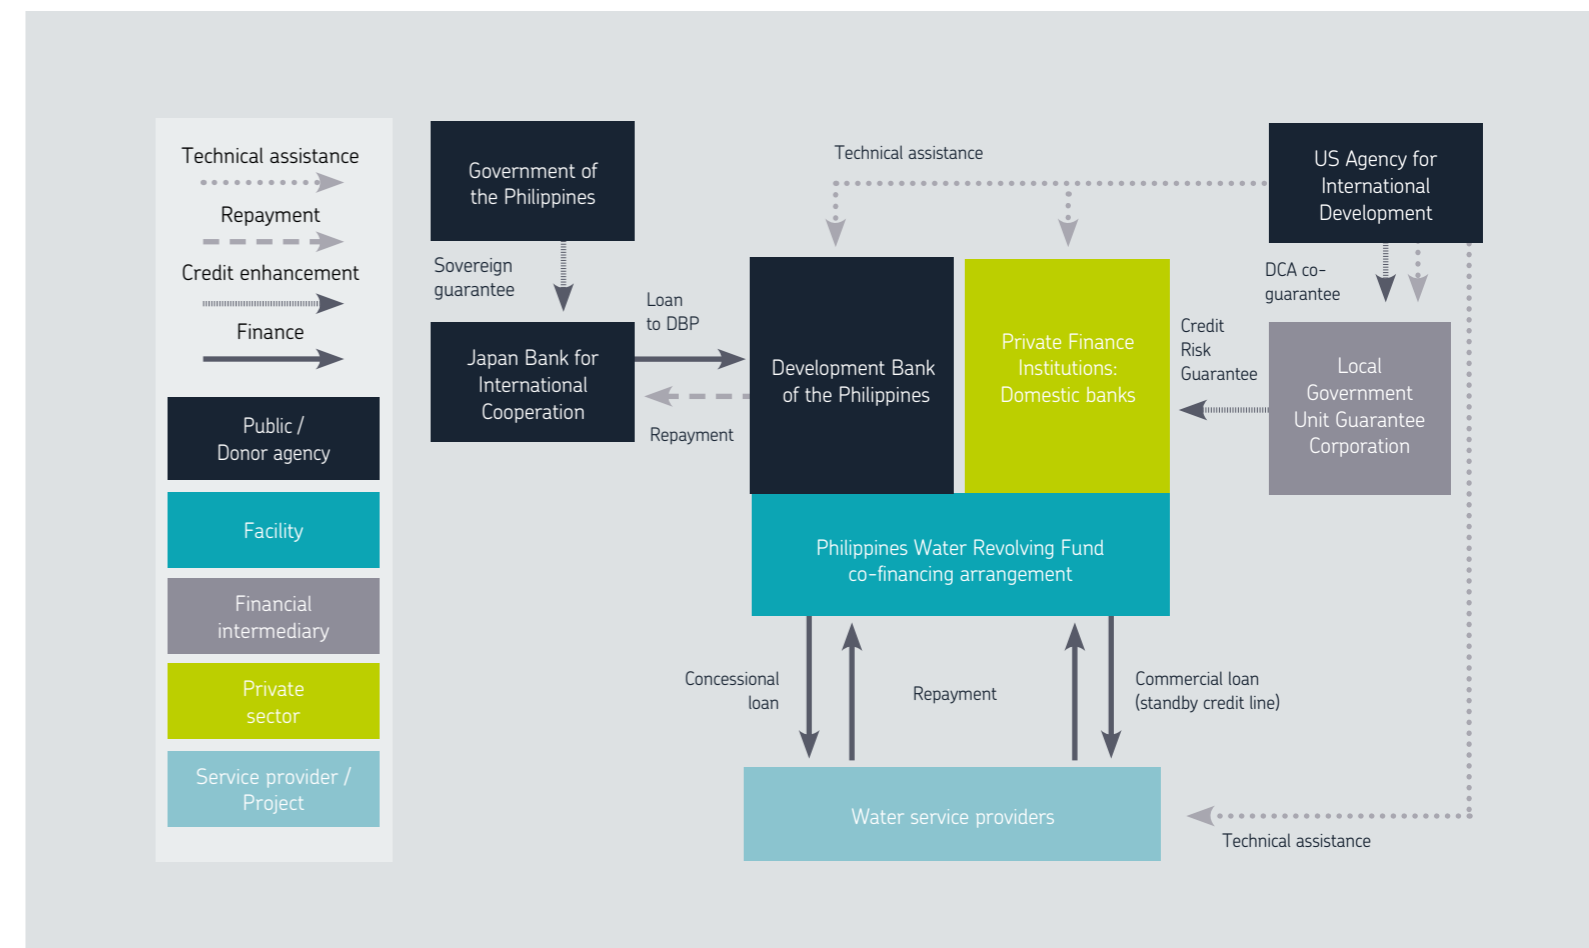 Technical assistance
Repayment
Credit enhancement
Finance
Public /
Donor agency
Facility
Financial
intermediary
Private
sector
Service provider /
Project
Government of
the Philippines
Sovereign
guarantee
Japan Bank for
International
Cooperation
Loan
to DBP
Repayment
Technical assistance
Development Bank
of the Philippines
Private Finance
Institutions:
Domestic banks
Philippines Water Revolving Fund
co-financing arrangement
US Agency for
International
Development
DCA co-
guarantee
Credit
Risk
Guarantee
Local
Government
Unit Guarantee
Corporation
Concessional
loan
Repayment
Commercial loan
(standby credit line)
Water service providers
Technical assistance